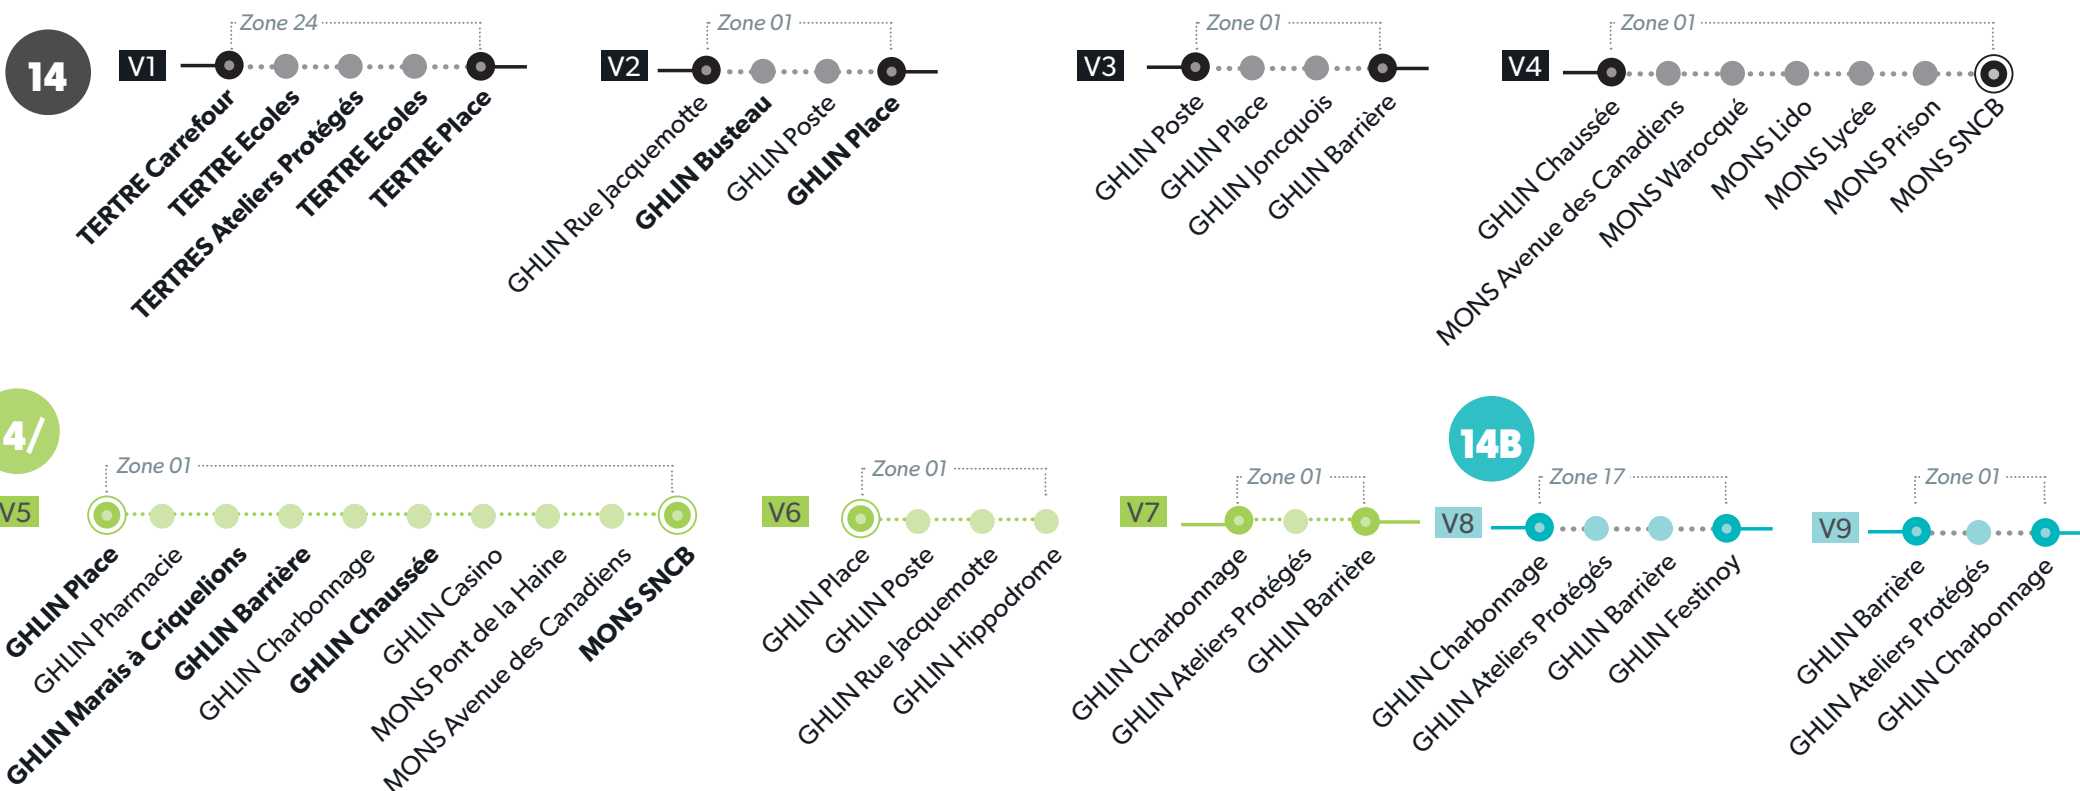 14
V1
Zone 24
TERTRE Carrefour
TERTRE Ecoles
TERTRES Ateliers Protégés
TERTRE Ecoles
TERTRE Place
V2
Zone 01
GHLIN Rue Jacquemotte
GHLIN Busteau
GHLIN Poste
GHLIN Place
V3
Zone 01
GHLIN Poste
GHLIN Place
GHLIN Joncquois
GHLIN Barrière
V4
Zone 01
GHLIN Chaussée
MONS Avenue des Canadiens
MONS Warocqué
MONS Lido
MONS Lycée
MONS Prison
MONS SNCB
4/
V5
Zone 01
GHLIN Place
GHLIN Pharmacie
GHLIN Marais à Criquelions
GHLIN Barrière
GHLIN Charbonnage
GHLIN Chaussée
GHLIN Casino
MONS Pont de la Haine
MONS Avenue des Canadiens
MONS SNCB
V6
Zone 01
GHLIN Place
GHLIN Poste
GHLIN Rue Jacquemotte
GHLIN Hippodrome
V7
Zone 01
GHLIN Charbonnage
GHLIN Ateliers Protégés
GHLIN Barrière
14B
V8
Zone 17
GHLIN Charbonnage
GHLIN Ateliers Protégés
GHLIN Barrière
GHLIN Festinoy
V9
Zone 01
GHLIN Barrière
GHLIN Ateliers Protégés
GHLIN Charbonnage